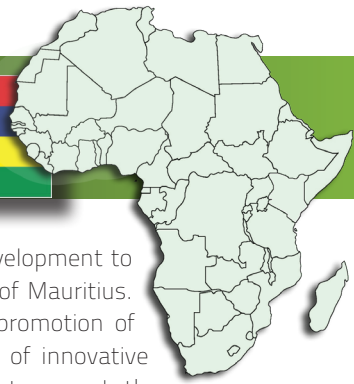 velopment to
of Mauritius.
promotion of
of innovative